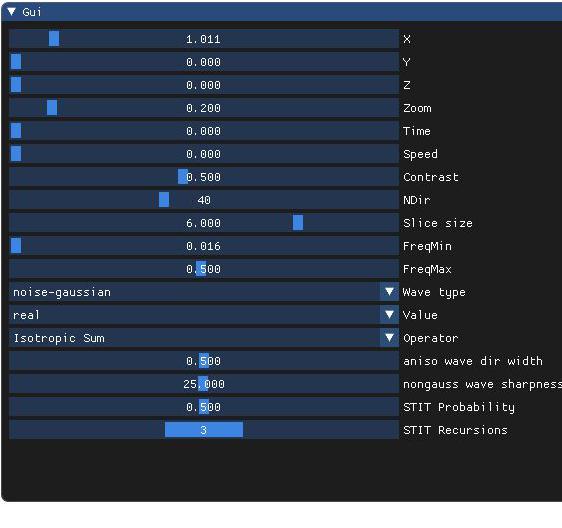 Gui
1.011 X
0.000 Y
0.000 Z
0.200 Zoom
0.000 Time
0.000 Speed
0.500 Contrast
40 NDir
6.000 Slice size
0.016 FreqMin
0.500 FreqMax
noise-gaussian Wave type
real Value
Isotropic Sum Operator
0.500 aniso wave dir width
25.000 nongauss wave sharpness
0.500 STIT Probability
3 STIT Recursions